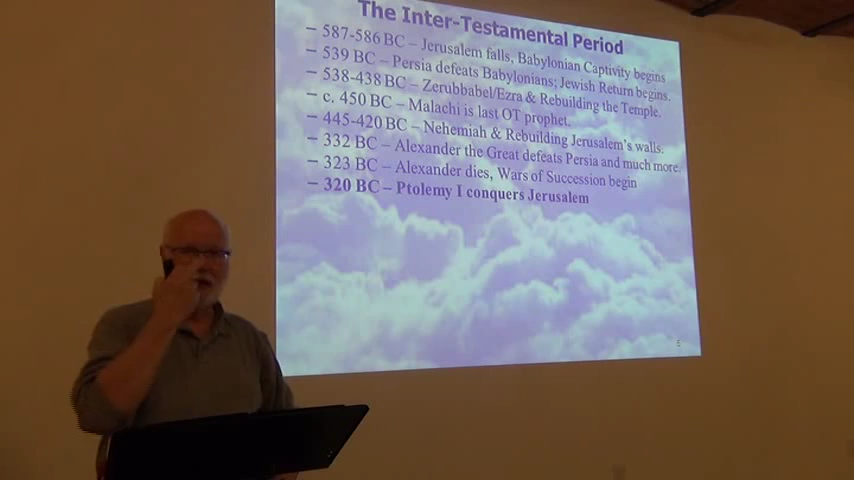 The Inter-Testamental Period
– 587-586 BC – Jerusalem falls, Babylonian Captivity begins
– 539 BC – Persia defeats Babylonians; Jewish Return begins.
– 538-438 BC – Zerubbabel/Ezra & Rebuilding the Temple.
– c. 450 BC – Malachi is last OT prophet.
– 445-420 BC – Nehemiah & Rebuilding Jerusalem's walls.
– 332 BC – Alexander the Great defeats Persia and much more.
– 323 BC – Alexander dies, Wars of Succession begin
– 320 BC – Ptolemy I conquers Jerusalem